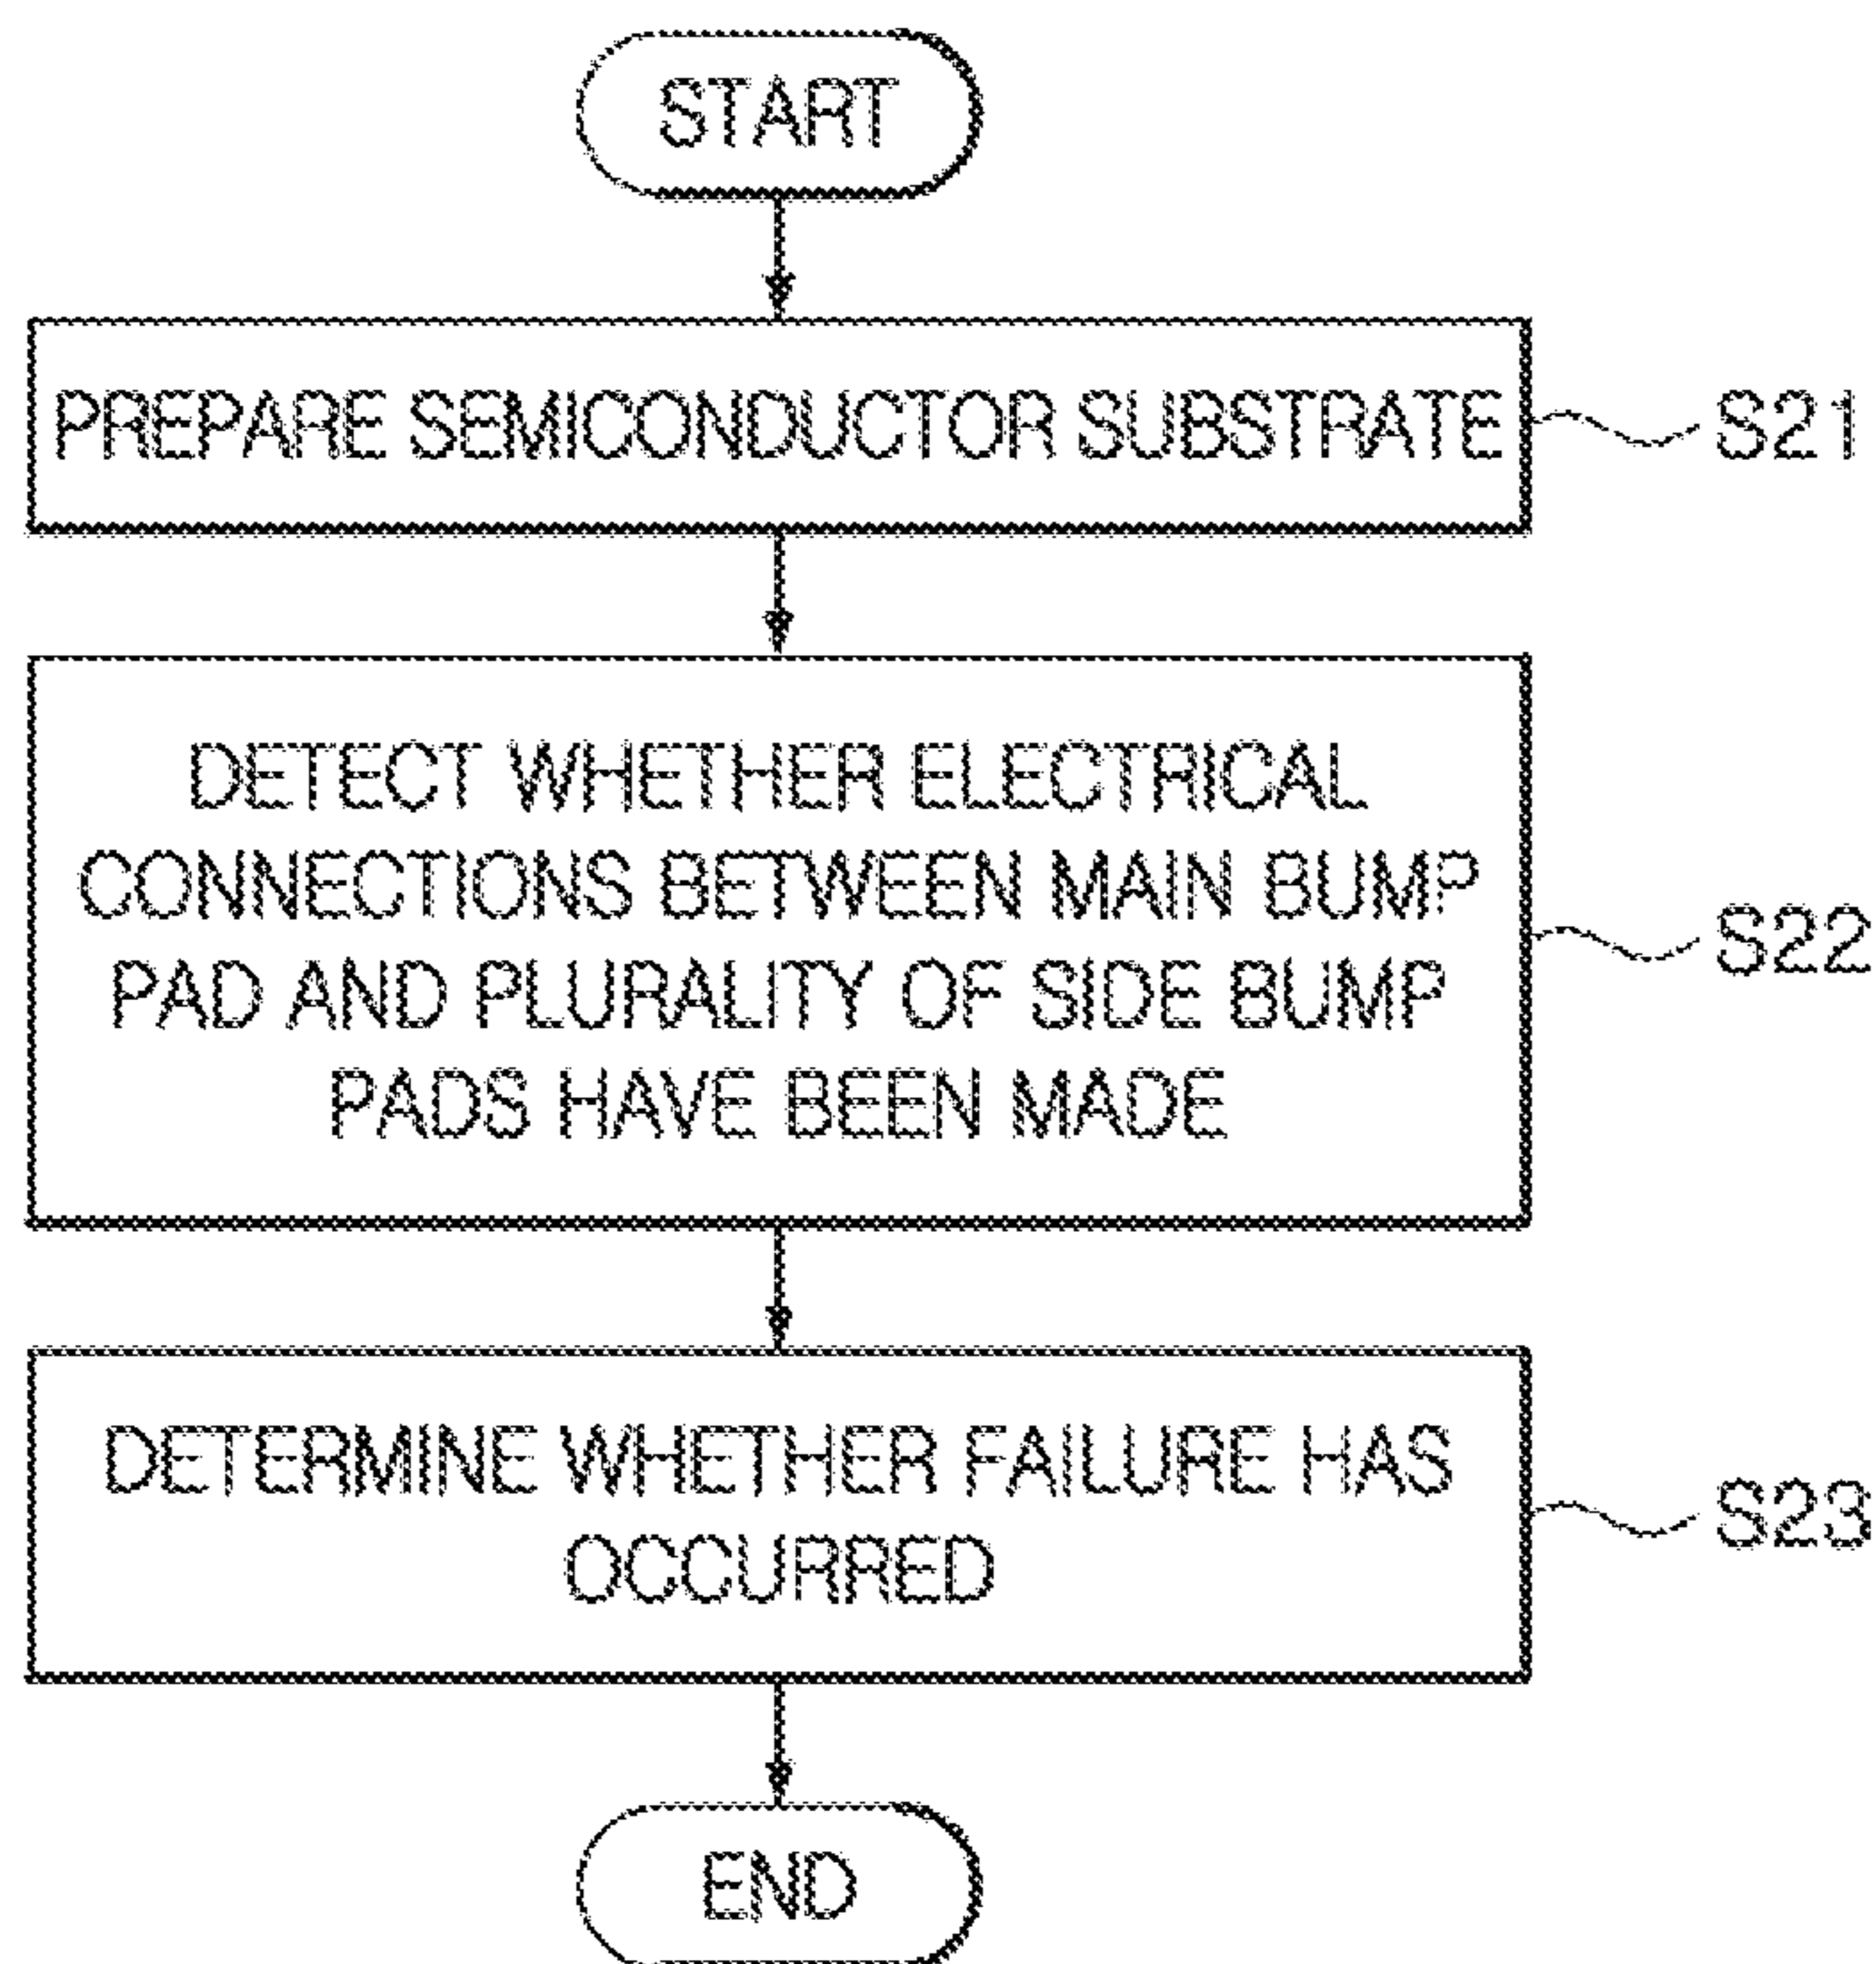 START
PREPARE SEMICONDUCTOR SUBSTRATE
S21
DETECT WHETHER ELECTRICAL
CONNECTIONS BETWEEN MAIN BUMP
PAD AND PLURALITY OF SIDE BUMP
PADS HAVE BEEN MADE
S22
DETERMINE WHETHER FAILURE HAS
OCCURRED
S23
END